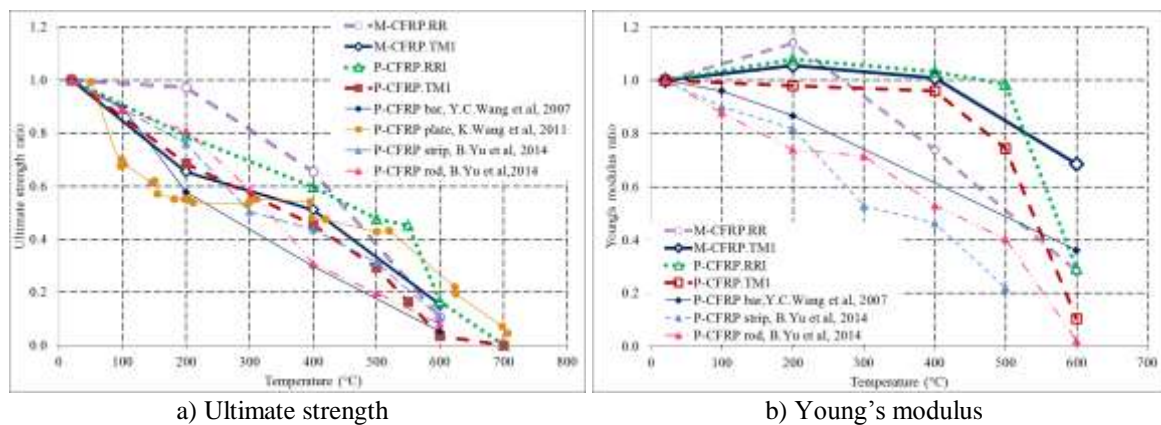 1.2
1.0
0.8
0.6
0.4
0.2
0.0
Ultimate strength ratio
0 100 200 300 400 500 600 700 800
Temperature (°C)
M-CFRP.RR
M-CFRP.TM1
P-CFRP.RRI
P-CFRP.TM1
P-CFRP bar, Y.C.Wang et al, 2007
P-CFRP plate, K.Wang et al, 2011
P-CFRP strip, B.Yu et al, 2014
P-CFRP rod, B.Yu et al,2014
a) Ultimate strength
1.2
1.0
0.8
0.6
0.4
0.2
0.0
Young's modulus ratio
0 100 200 300 400 500 600 700
Temperature (°C)
M-CFRP.RR
M-CFRP.TM1
P-CFRP.RRI
P-CFRP.TM1
P-CFRP bar,Y.C.Wang et al, 2007
P-CFRP strip, B.Yu et al, 2014
P-CFRP rod, B.Yu et al, 2014
b) Young's modulus